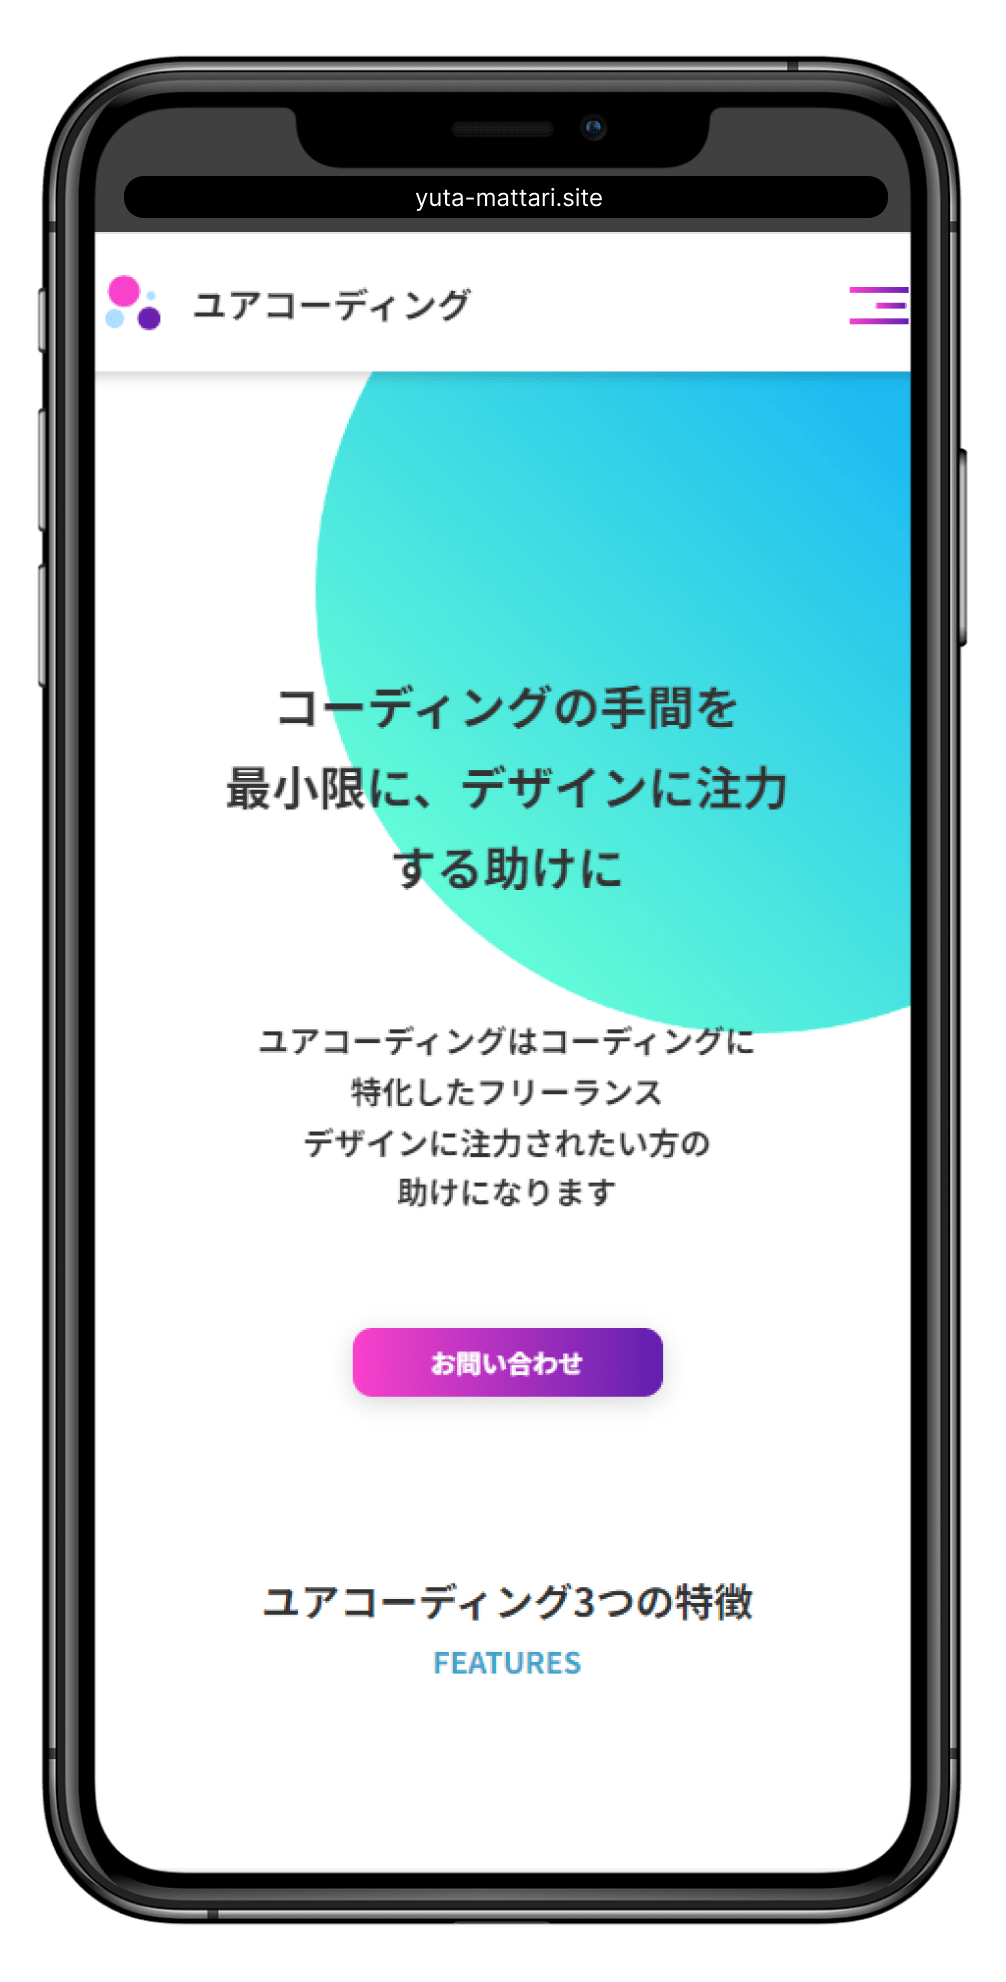 yuta-mattari.site
ユアコーディング
コーディングの手間を
最小限に、デザインに注力
する助けに
ユアコーディングはコーディングに
特化したフリーランス
デザインに注力されたい方の
助けになります
お問い合わせ
ユアコーディング3つの特徴
FEATURES